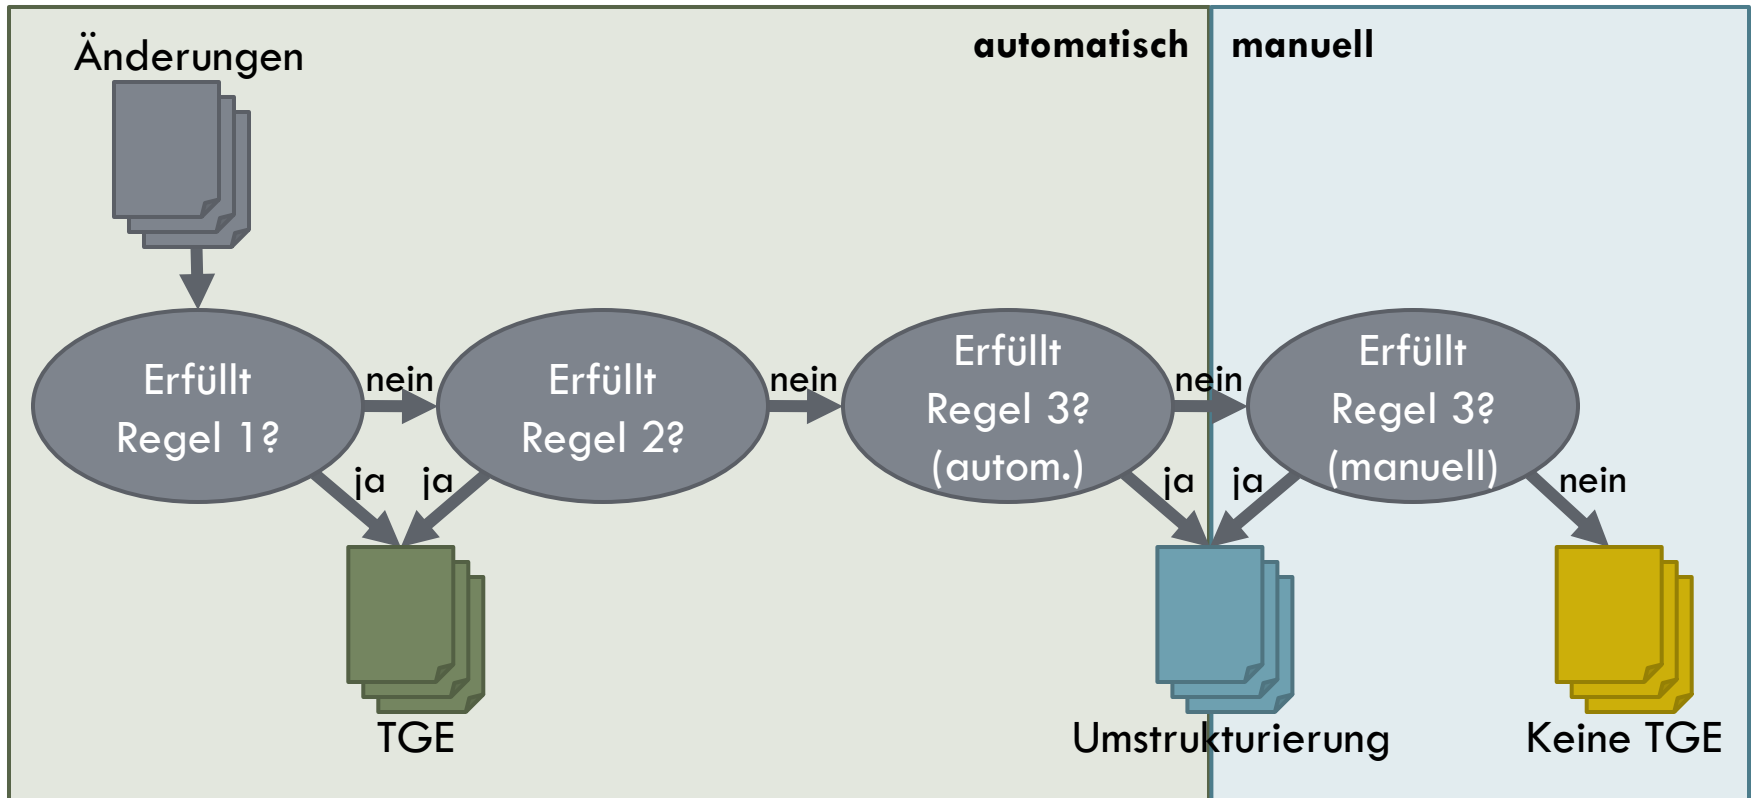 Änderungen
automatisch
manuell
Erfüllt
Regel 1?
nein
Erfüllt
Regel 2?
nein
Erfüllt
Regel 3?
(autom.)
nein
Erfüllt
Regel 3?
(manuell)
ja
ja
ja
ja
nein
TGE
Umstrukturierung
Keine TGE